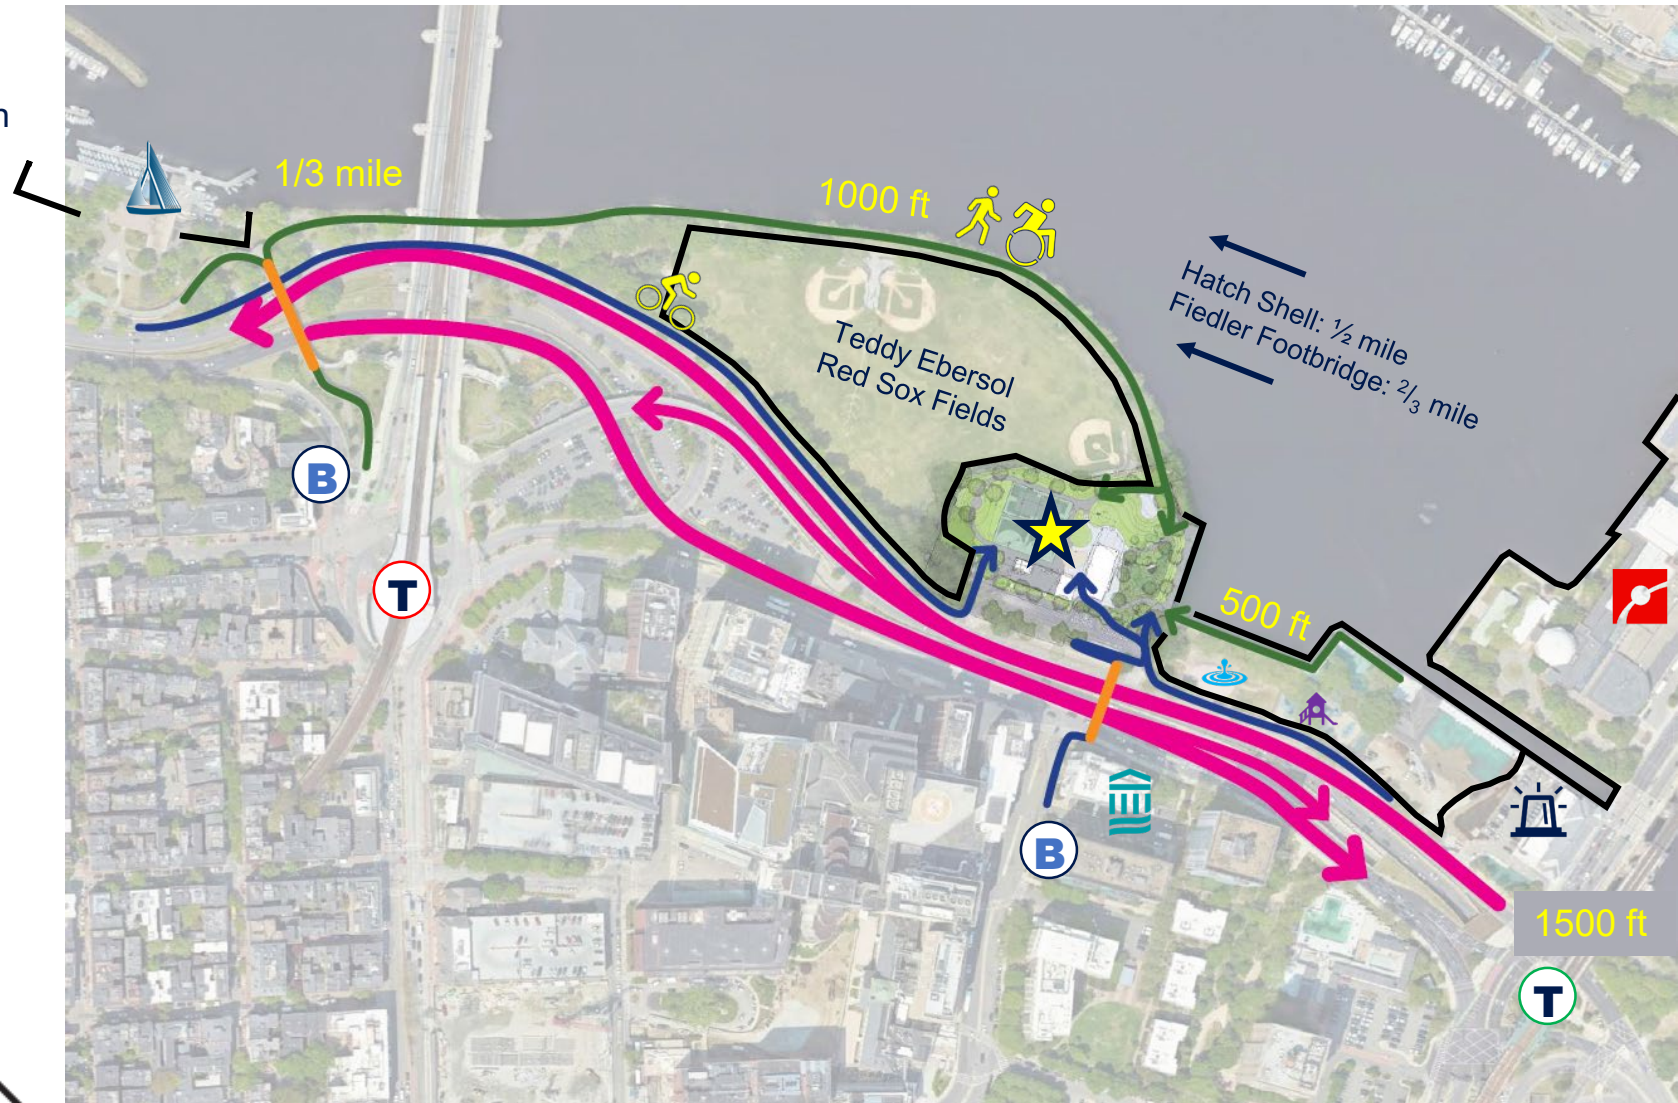 n
1/3 mile
1000 ft
Hatch Shell: ½ mile
Fiedler Footbridge: 2/3 mile
Teddy Ebersol
Red Sox Fields
B
T
500 ft
B
1500 ft
T